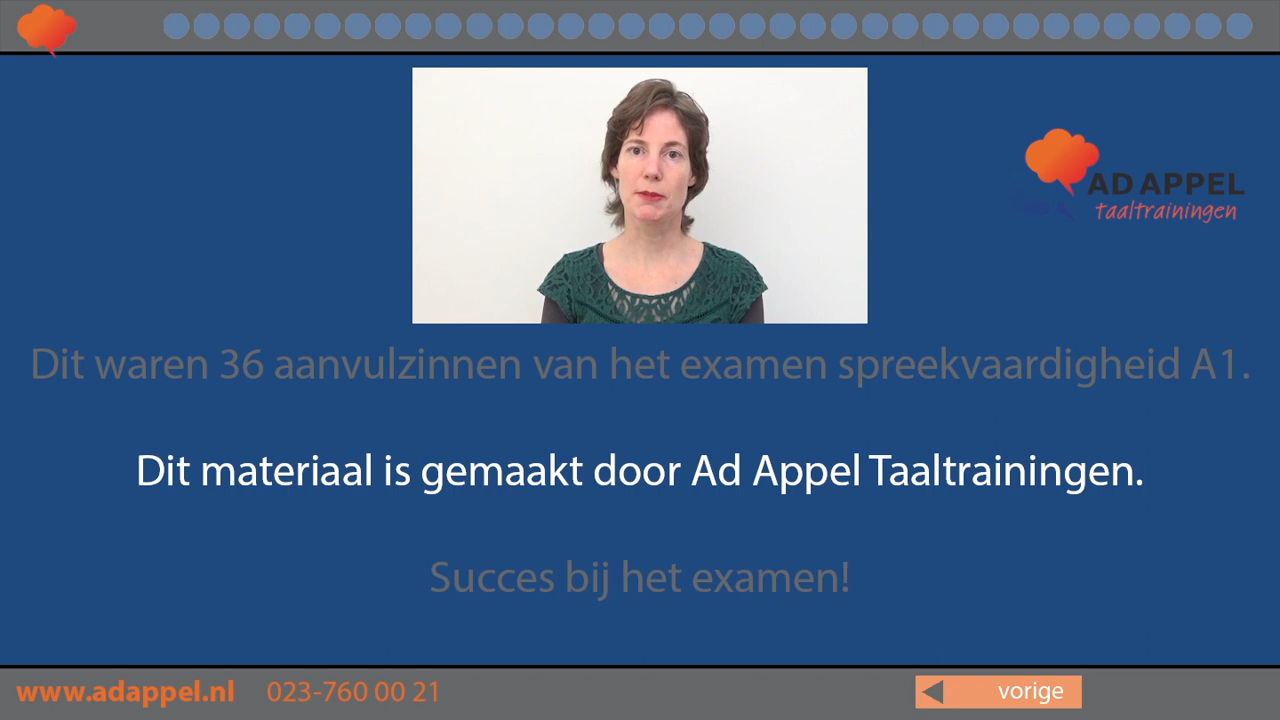 AD APPEL
taaltrainingen
Dit waren 36 aanvulzinnen van het examen spreekvaardigheid A1.
Dit materiaal is gemaakt door Ad Appel Taaltrainingen.
Succes bij het examen!
www.adappel.nl 023-760 00 21 vorige